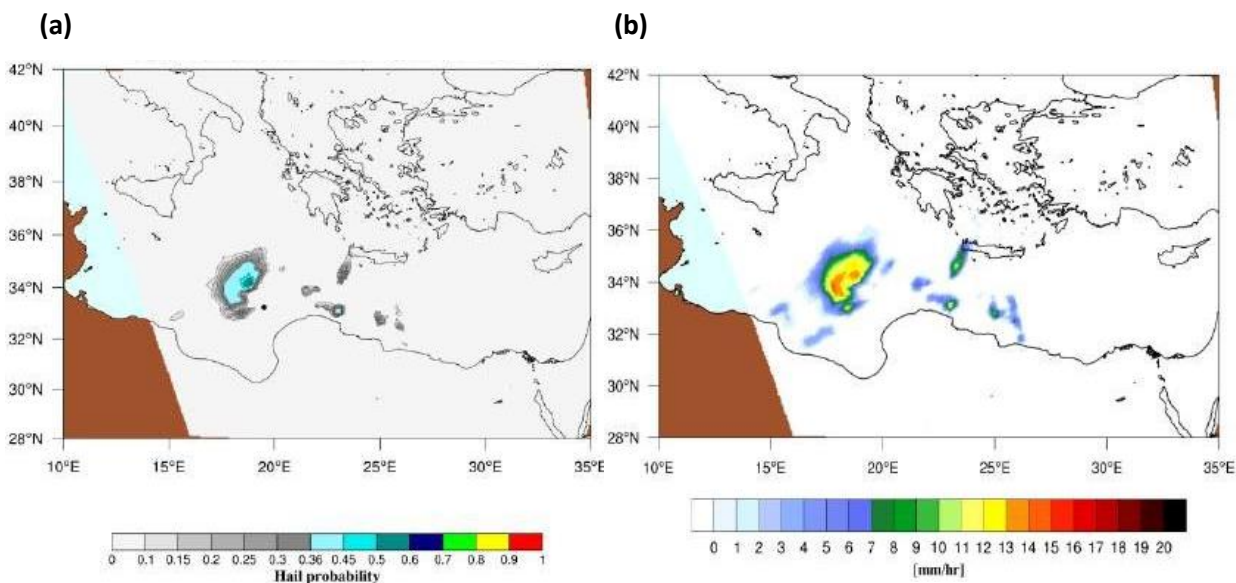 (a)
(b)
42°N
40°N
38°N
36°N
34°N
32°N
30°N
28°N
10°E 15°E 20°E 25°E 30°E 35°E
0 0.1 0.15 0.2 0.25 0.3 0.36 0.45 0.5 0.6 0.7 0.8 0.9 1
Hail probability
42°N
40°N
38°N
36°N
34°N
32°N
30°N
28°N
10°E 15°E 20°E 25°E 30°E 35°E
0 1 2 3 4 5 6 7 8 9 10 11 12 13 14 15 16 17 18 19 20
[mm/hr]